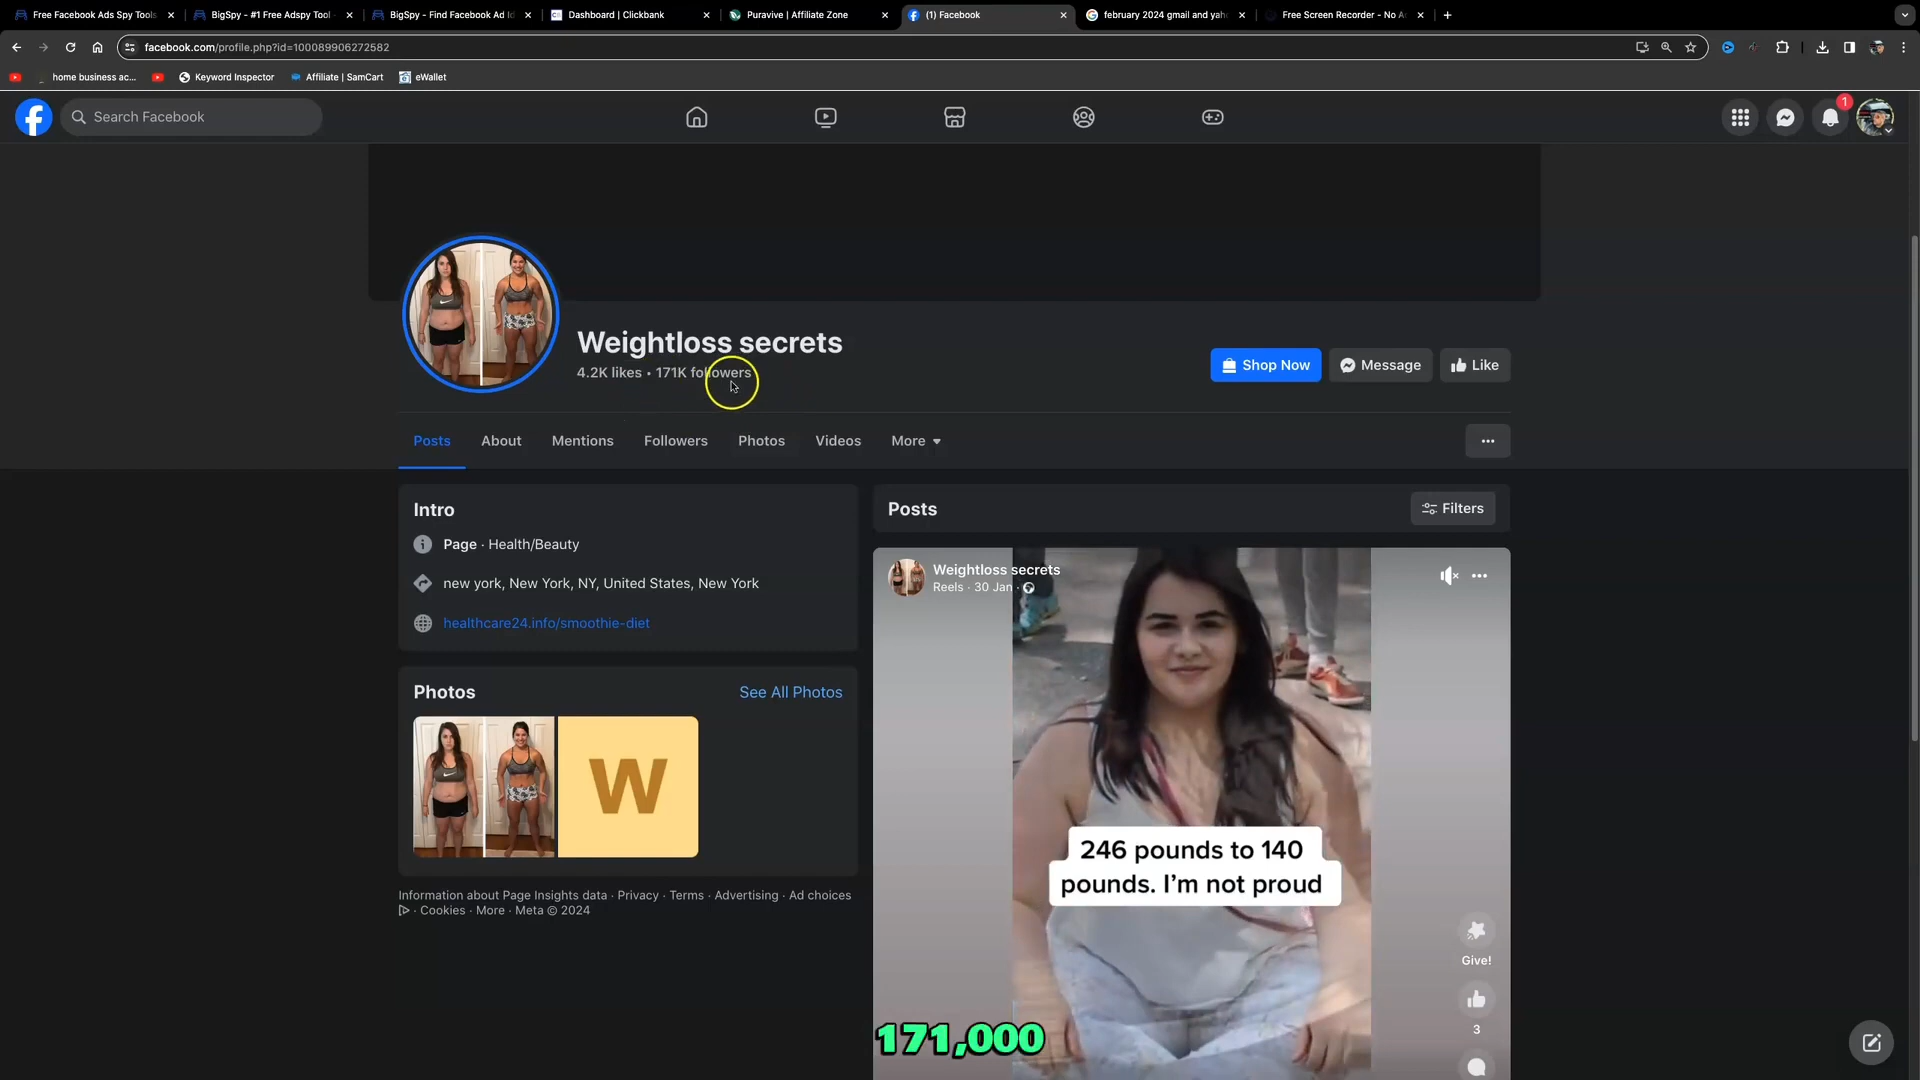 Free Facebook Ads Spy Tools
BigSpy - #1 Free Adspy Tool
BigSpy - Find Facebook Ad Id
Dashboard | Clickbank
Puravive | Affiliate Zone
(1) Facebook
february 2024 gmail and yah
Free Screen Recorder - No A
facebook.com/profile.php?id=100089906272582
home business ac...
Keyword Inspector
Affiliate | SamCart
eWallet
Search Facebook
1
Weightloss secrets
4.2K likes • 171K followers
Shop Now
Message
Like
Posts
About
Mentions
Followers
Photos
Videos
More
Intro
Page · Health/Beauty
new york, New York, NY, United States, New York
healthcare24.info/smoothie-diet
Photos
See All Photos
W
Information about Page Insights data · Privacy · Terms · Advertising · Ad choices
· Cookies · More · Meta © 2024
Posts
Filters
Weightloss secrets
Reels · 30 Jan ·
246 pounds to 140
pounds. I'm not proud
Give!
3
171,000